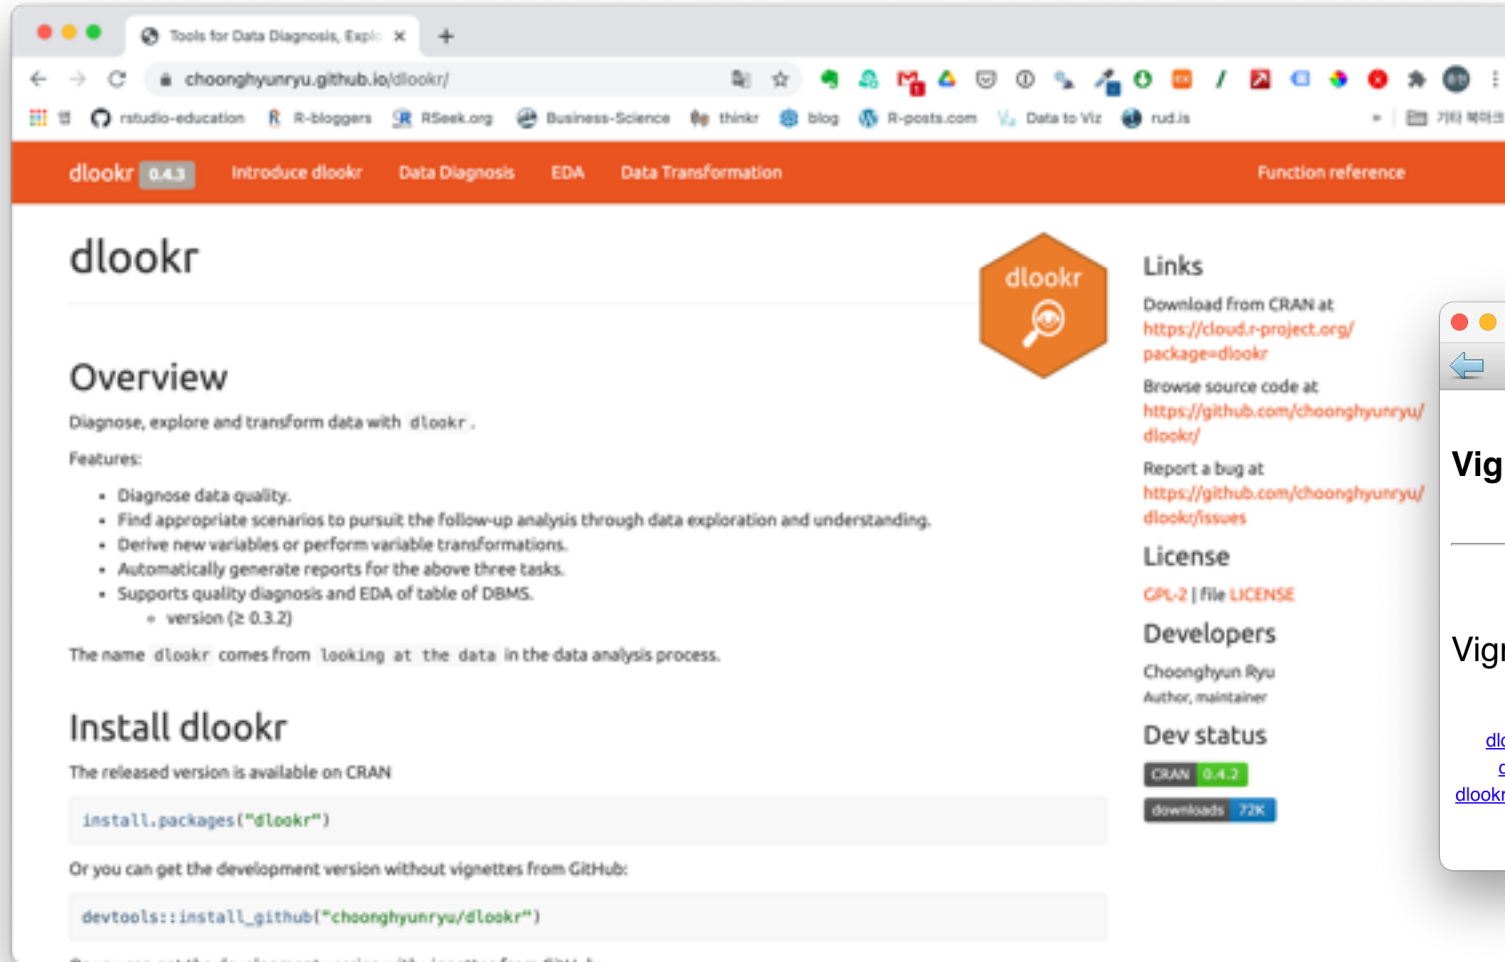 Tools for Data Diagnosis, Explo
choonghyunryu.github.io/dlookr/
앱 rstudio-education R-bloggers RSeek.org Business-Science thinkr blog R-posts.com Data to Viz rud.is » 기타 북마크
dlookr 0.4.3 Introduce dlookr Data Diagnosis EDA Data Transformation Function reference
dlookr
dlookr
Overview
Diagnose, explore and transform data with dlookr.
Features:
• Diagnose data quality.
• Find appropriate scenarios to pursuit the follow-up analysis through data exploration and understanding.
• Derive new variables or perform variable transformations.
• Automatically generate reports for the above three tasks.
• Supports quality diagnosis and EDA of table of DBMS.
◦ version (≥ 0.3.2)
The name dlookr comes from looking at the data in the data analysis process.
Install dlookr
The released version is available on CRAN
install.packages("dlookr")
Or you can get the development version without vignettes from GitHub:
devtools::install_github("choonghyunryu/dlookr")
Links
Download from CRAN at
https://cloud.r-project.org/
package=dlookr
Browse source code at
https://github.com/choonghyunryu/
dlookr/
Report a bug at
https://github.com/choonghyunryu/
dlookr/issues
License
GPL-2 | file LICENSE
Developers
Choonghyun Ryu
Author, maintainer
Dev status
CRAN 0.4.2
downloads 72K
Vig
Vig
dlo
d
dlookr